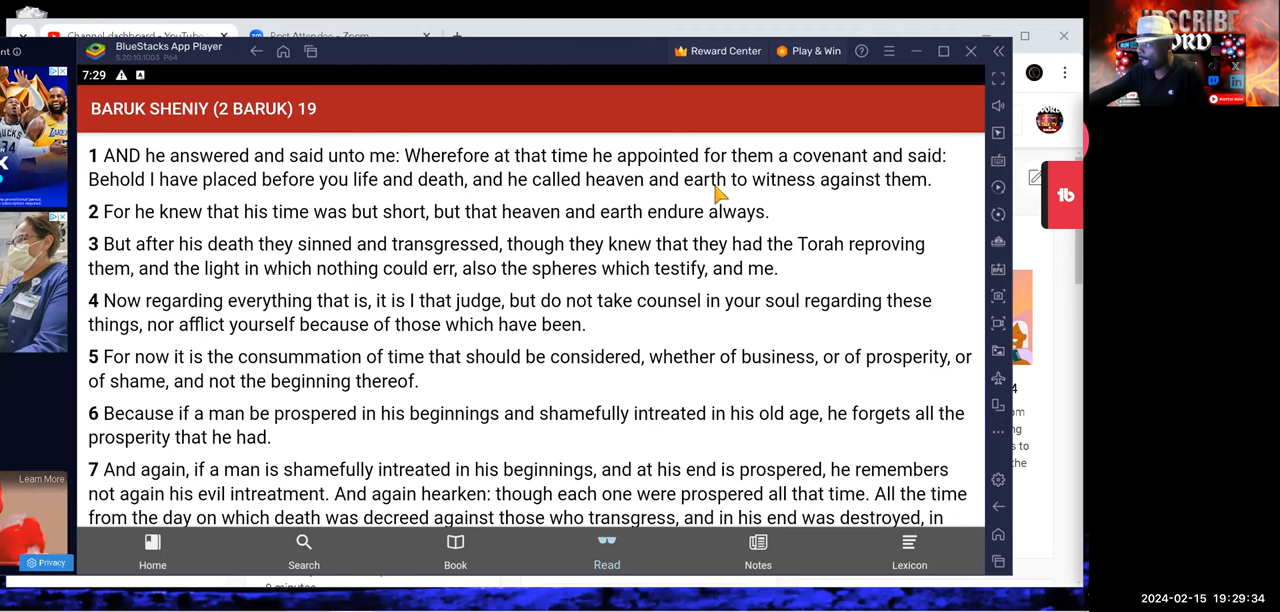 Channel dashboard - YouTube
Post Attendee - Zoom
BlueStacks App Player
5.20.10.1003 P64
Reward Center
Play & Win
7:29
BARUK SHENIY (2 BARUK) 19
1 AND he answered and said unto me: Wherefore at that time he appointed for them a covenant and said:
Behold I have placed before you life and death, and he called heaven and earth to witness against them.
2 For he knew that his time was but short, but that heaven and earth endure always.
3 But after his death they sinned and transgressed, though they knew that they had the Torah reproving
them, and the light in which nothing could err, also the spheres which testify, and me.
4 Now regarding everything that is, it is I that judge, but do not take counsel in your soul regarding these
things, nor afflict yourself because of those which have been.
5 For now it is the consummation of time that should be considered, whether of business, or of prosperity, or
of shame, and not the beginning thereof.
6 Because if a man be prospered in his beginnings and shamefully intreated in his old age, he forgets all the
prosperity that he had.
7 And again, if a man is shamefully intreated in his beginnings, and at his end is prospered, he remembers
not again his evil intreatment. And again hearken: though each one were prospered all that time. All the time
from the day on which death was decreed against those who transgress, and in his end was destroyed, in
Home
Search
Book
Read
Notes
Lexicon
Learn More
Privacy
WATCH NOW
2024-02-15 19:29:34